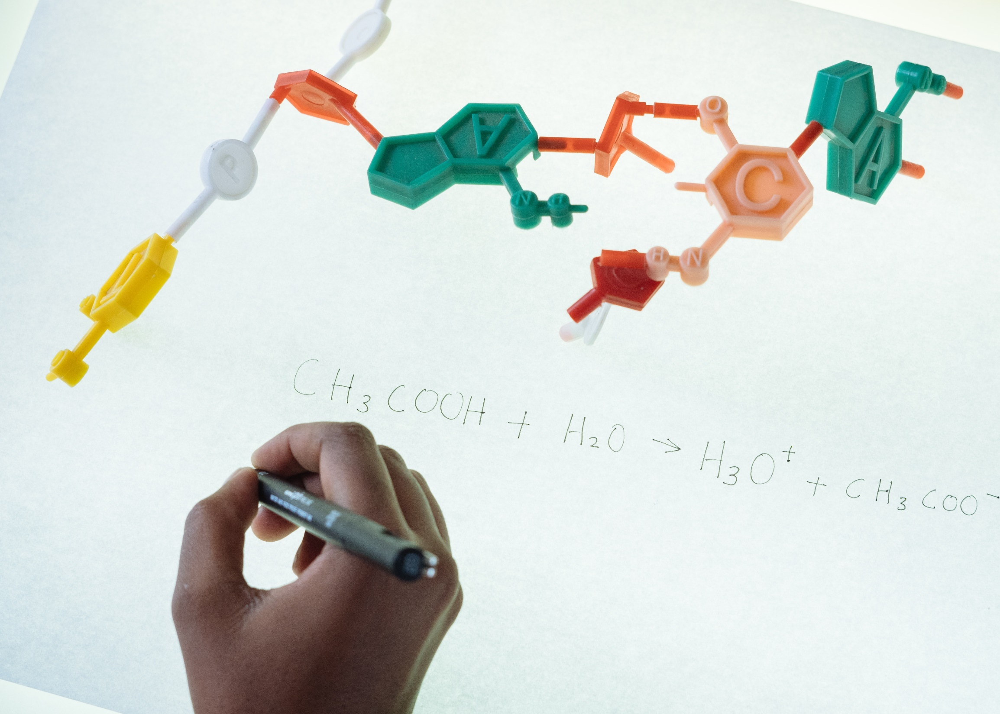 P
A
O
C
A
N H
H N
CH₃COOH + H₂O → H₃O⁺ + CH₃COO⁻